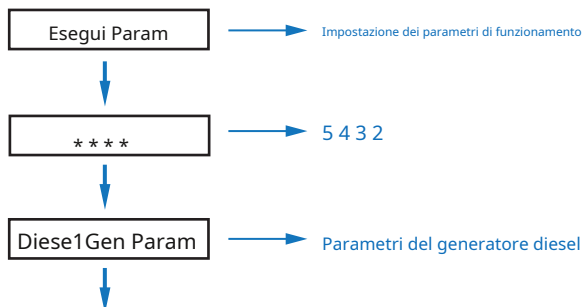 Esegui Param
Impostazione dei parametri di funzionamento
* * * *
5 4 3 2
Diese1Gen Param
Parametri del generatore diesel